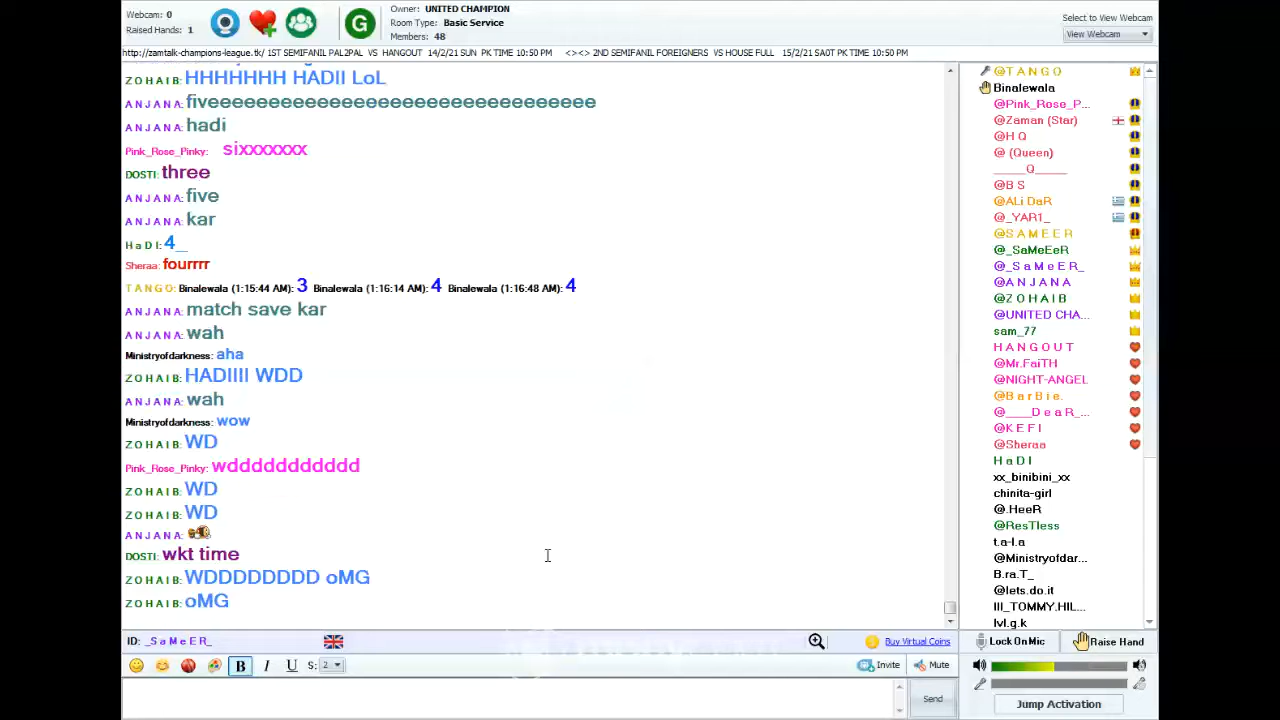 Webcam: 0
Raised Hands: 1
G
Owner: UNITED CHAMPION
Room Type: Basic Service
Members: 48
Select to View Webcam
View Webcam
http://zamtalk-champions-league.tk/ 1ST SEMIFANIL PAL2PAL VS HANGOUT 14/2/21 SUN PK TIME 10:50 PM <><> 2ND SEMIFANIL FOREIGNERS VS HOUSE FULL 15/2/21 SA0T PK TIME 10:50 PM
Z O H A I B: HHHHHHH HADII LoL
A N J A N A: fiveeeeeeeeeeeeeeeeeeeeeeeeeeeeeeee
A N J A N A: hadi
Pink_Rose_Pinky: sixxxxxxx
DOSTI: three
A N J A N A: five
A N J A N A: kar
H a D I: 4_
Sheraa: fourrrr
T A N G O: Binalewala (1:15:44 AM): 3 Binalewala (1:16:14 AM): 4 Binalewala (1:16:48 AM): 4
A N J A N A: match save kar
A N J A N A: wah
Ministryofdarkness: aha
Z O H A I B: HADIIII WDD
A N J A N A: wah
Ministryofdarkness: wow
Z O H A I B: WD
Pink_Rose_Pinky: wddddddddddd
Z O H A I B: WD
Z O H A I B: WD
A N J A N A:
DOSTI: wkt time
Z O H A I B: WDDDDDDDD oMG
Z O H A I B: oMG
@T A N G O
Binalewala
@Pink_Rose_P...
@Zaman (Star)
@H Q
@ (Queen)
_____Q_____
@B S
@ALi DaR
@_YAR1_
@S A M E E R
@_SaMeEeR
@_S a M e E R_
@A N J A N A
@Z O H A I B
@UNITED CHA...
sam_77
H A N G O U T
@Mr.FaiTH
@NIGHT-ANGEL
@B a r B i e.
@____D e a R_...
@K E F I
@Sheraa
H a D I
xx_binibini_xx
chinita-girl
@.HeeR
@ResTless
t.a-l.a
@Ministryofdar...
B.ra.T_
@lets.do.it
III_TOMMY.HIL...
lvl.g.k
ID: _S a M e E R_
Buy Virtual Coins
Lock On Mic
Raise Hand
B I U S: 2
Invite
Mute
Send
Jump Activation